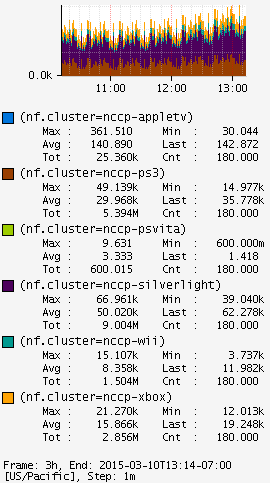 0.0k
11:00 12:00 13:00
(nf.cluster=nccp-appletv)
Max : 361.510 Min : 30.044
Avg : 140.890 Last : 142.872
Tot : 25.360k Cnt : 180.000
(nf.cluster=nccp-ps3)
Max : 49.139k Min : 14.977k
Avg : 29.968k Last : 35.778k
Tot : 5.394M Cnt : 180.000
(nf.cluster=nccp-psvita)
Max : 9.631 Min : 600.000m
Avg : 3.333 Last : 1.418
Tot : 600.015 Cnt : 180.000
(nf.cluster=nccp-silverlight)
Max : 66.961k Min : 39.040k
Avg : 50.020k Last : 62.278k
Tot : 9.004M Cnt : 180.000
(nf.cluster=nccp-wii)
Max : 15.107k Min : 3.737k
Avg : 8.358k Last : 11.982k
Tot : 1.504M Cnt : 180.000
(nf.cluster=nccp-xbox)
Max : 21.270k Min : 12.013k
Avg : 15.866k Last : 19.248k
Tot : 2.856M Cnt : 180.000
Frame: 3h, End: 2015-03-10T13:14-07:00
[US/Pacific], Step: 1m